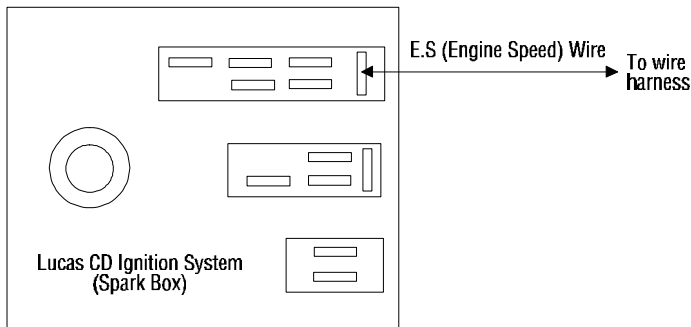 E.S (Engine Speed) Wire
To wire
harness
Lucas CD Ignition System
(Spark Box)